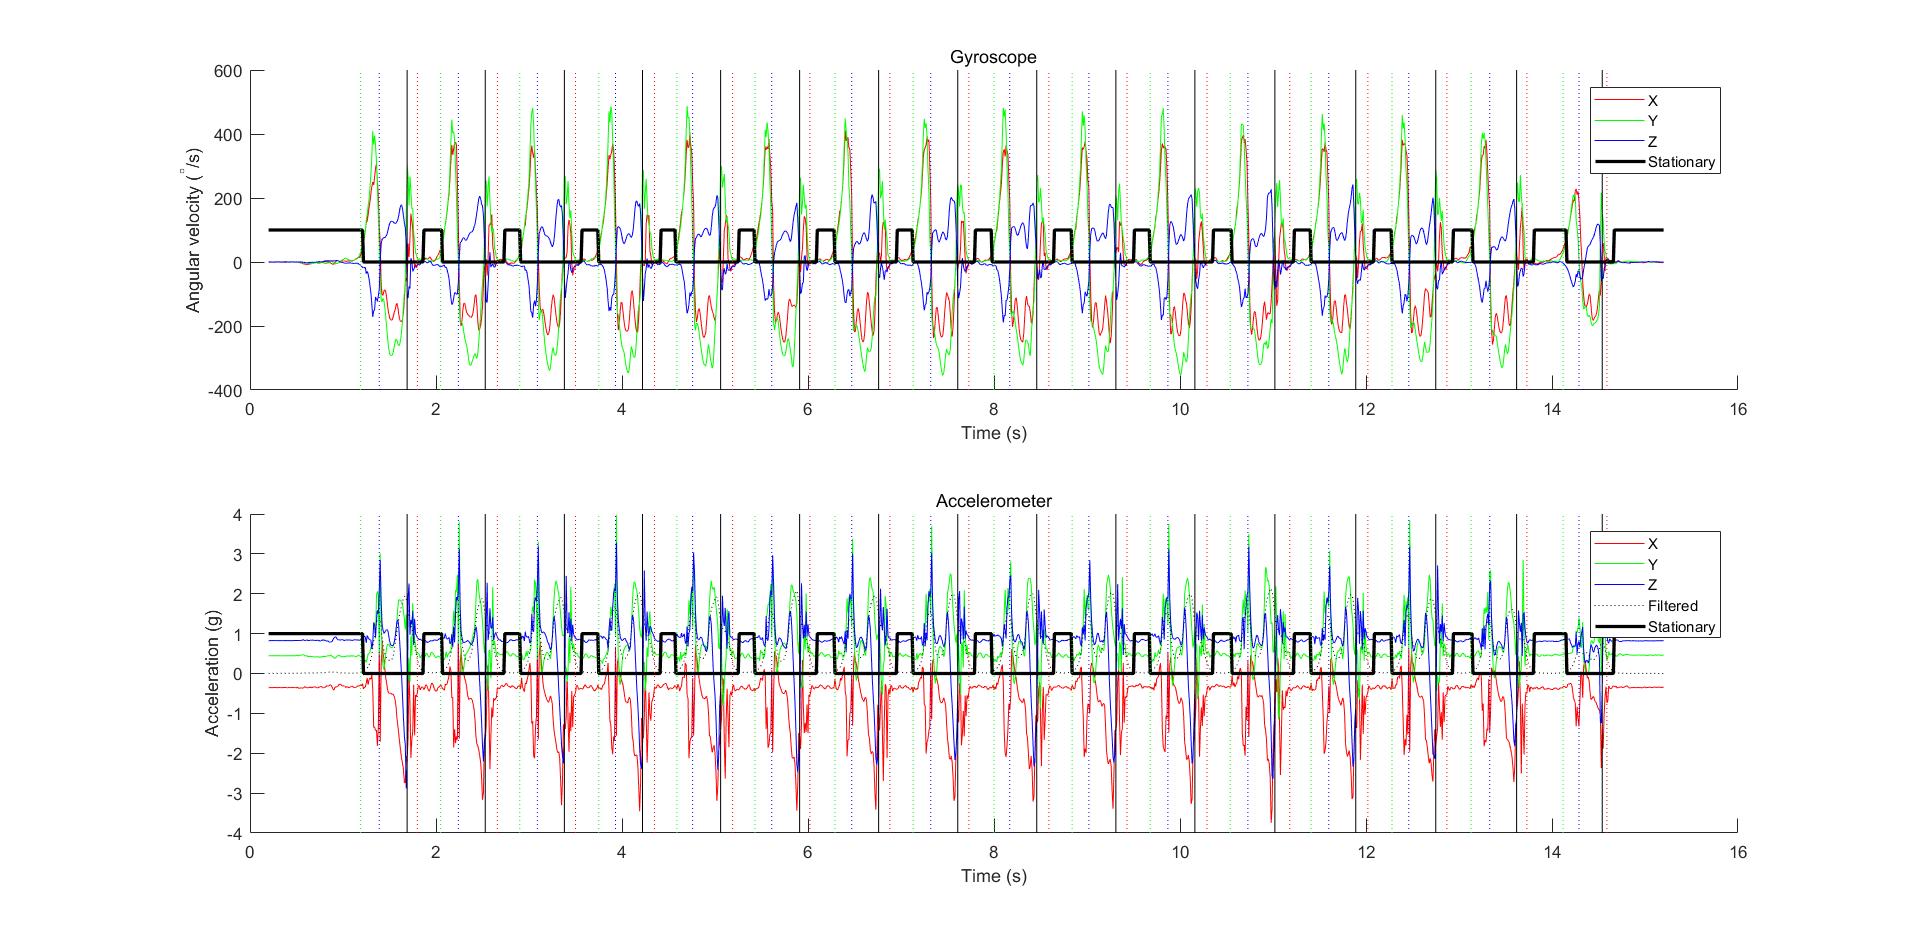 Gyroscope
600
400
200
0
-200
-400
Angular velocity (°/s)
0 2 4 6 8 10 12 14 16
Time (s)
X
Y
Z
Stationary
Accelerometer
4
3
2
1
0
-1
-2
-3
-4
Acceleration (g)
0 2 4 6 8 10 12 14 16
Time (s)
X
Y
Z
Filtered
Stationary